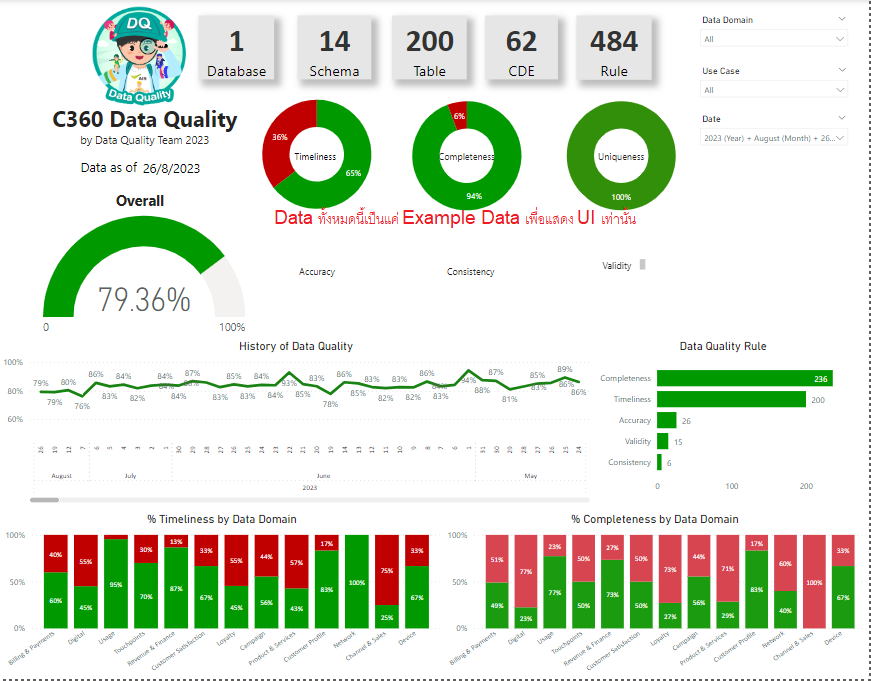 DQ
AIS
Data Quality
C360 Data Quality
by Data Quality Team 2023
Data as of 26/8/2023
1
Database
14
Schema
200
Table
62
CDE
484
Rule
Data Domain
All
Use Case
All
Date
2023 (Year) + August (Month) + 26...
36%
Timeliness
65%
6%
Completeness
94%
Uniqueness
100%
Data ทั้งหมดนี้เป็นแค่ Example Data เพื่อแสดง UI เท่านั้น
Overall
79.36%
0
100%
Accuracy
Consistency
Validity
History of Data Quality
100%
80%
60%
79% 79% 80% 76% 86% 83% 84% 82% 84% 84% 84% 87% 83% 85% 83% 84% 84% 93% 85% 83% 78% 86% 85% 83% 82% 82% 86% 83% 94% 88% 87% 81% 85% 83% 86% 89% 86%
26 19 12 7 6 5 4 3 2 1 30 29 28 27 26 25 24 23 22 21 20 19 18 13 12 11 10 9 8 7 6 1 31 30 29 28 27 26 25 24
August July June May
2023
Data Quality Rule
Completeness 236
Timeliness 200
Accuracy 26
Validity 15
Consistency 6
0 100 200
% Timeliness by Data Domain
100%
50%
0%
40% 55% 30% 13% 33% 55% 44% 57% 17% 75% 33%
60% 45% 95% 70% 87% 67% 45% 56% 43% 83% 100% 25% 67%
Billing & Payments Digital Usage Touchpoints Revenue & Finance Customer Satisfaction Loyalty Campaign Product & Services Customer Profile Network Channel & Sales Device
% Completeness by Data Domain
100%
50%
0%
51% 77% 23% 50% 27% 50% 73% 44% 71% 17% 60% 100% 33%
49% 23% 77% 50% 73% 50% 27% 56% 29% 83% 40% 67%
Billing & Payments Digital Usage Touchpoints Revenue & Finance Customer Satisfaction Loyalty Campaign Product & Services Customer Profile Network Channel & Sales Device